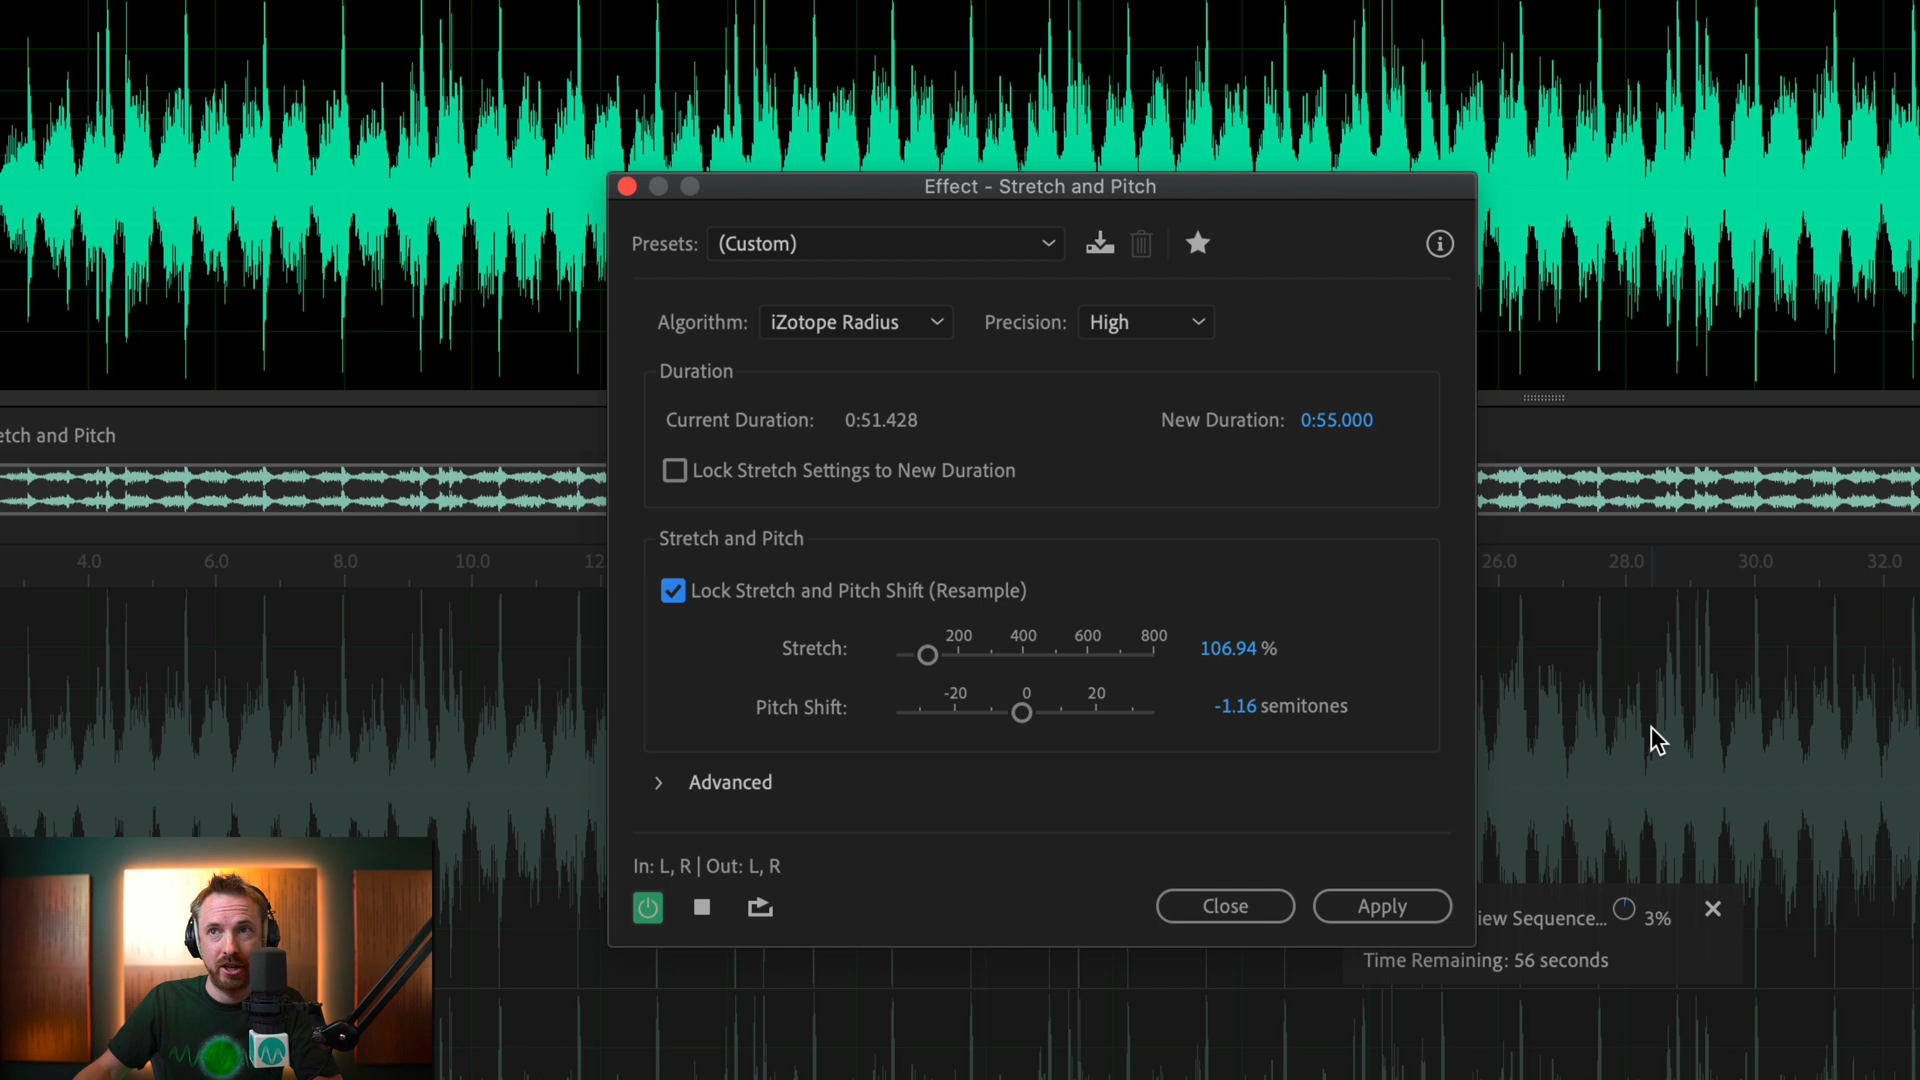 Effect - Stretch and Pitch
Presets: (Custom)
Algorithm: iZotope Radius Precision: High
Duration
Current Duration: 0:51.428 New Duration: 0:55.000
etch and Pitch
Lock Stretch Settings to New Duration
Stretch and Pitch
4.0 6.0 8.0 10.0 12 26.0 28.0 30.0 32.0
Lock Stretch and Pitch Shift (Resample)
200 400 600 800
Stretch: 106.94 %
-20 0 20
Pitch Shift: -1.16 semitones
Advanced
In: L, R | Out: L, R
Close Apply
iew Sequence... 3%
Time Remaining: 56 seconds